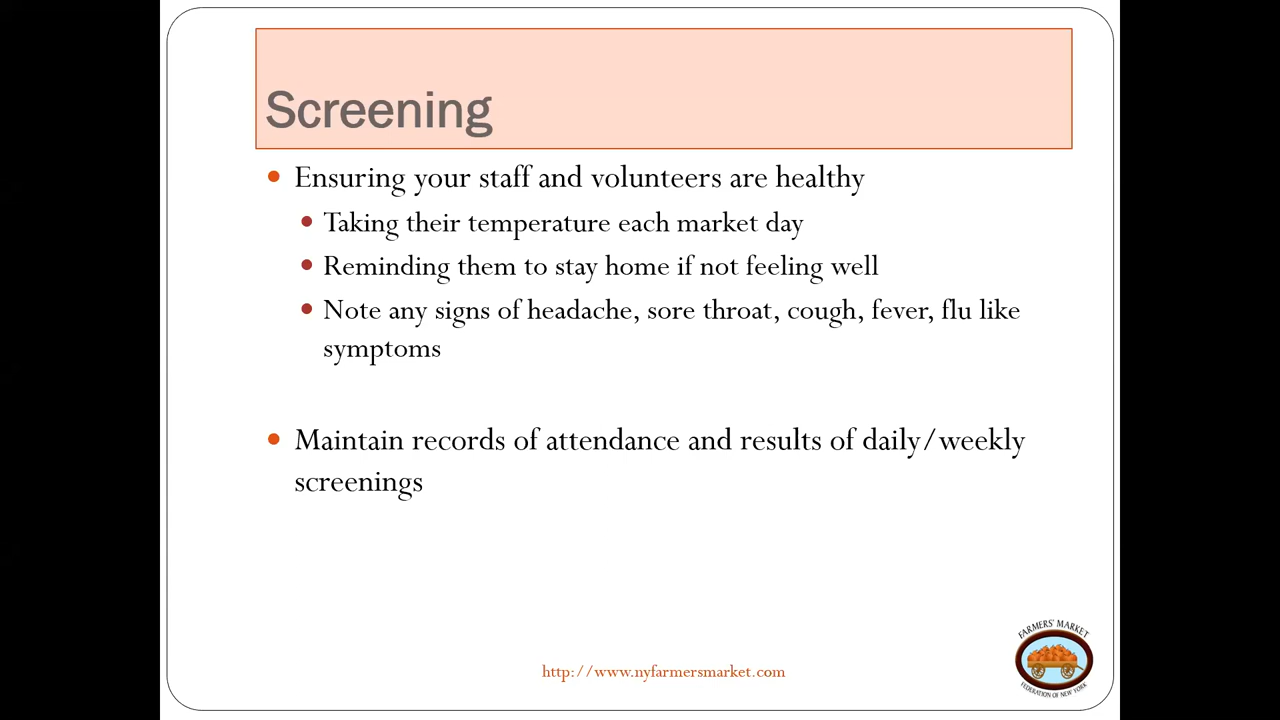 Screening
Ensuring your staff and volunteers are healthy
Taking their temperature each market day
Reminding them to stay home if not feeling well
Note any signs of headache, sore throat, cough, fever, flu like
symptoms
Maintain records of attendance and results of daily/weekly
screenings
http://www.nyfarmersmarket.com
FARMERS' MARKET
FEDERATION OF NEW YORK